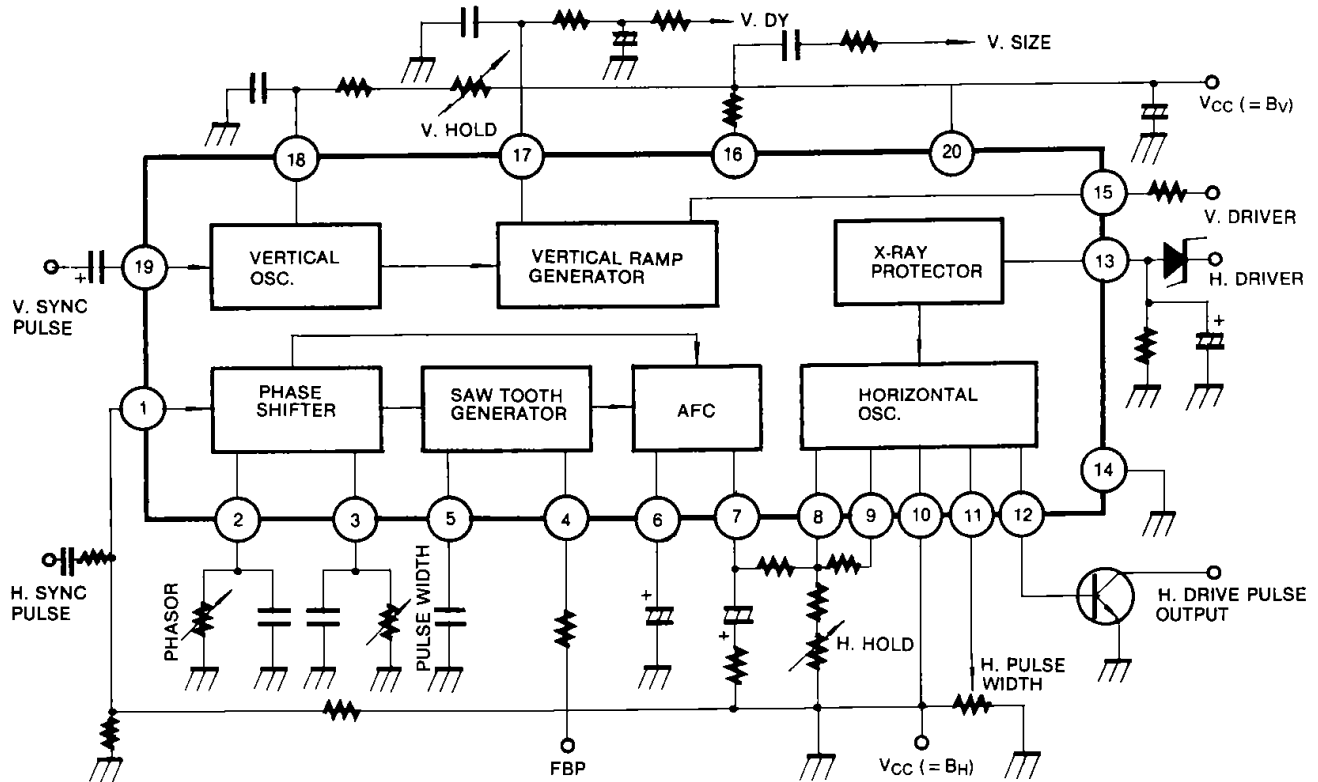 V. DY
V. SIZE
VCC (= BV)
V. HOLD
18
17
16
20
15
V. DRIVER
19
VERTICAL
OSC.
VERTICAL RAMP
GENERATOR
X-RAY
PROTECTOR
13
H. DRIVER
+
V. SYNC
PULSE
+
1
PHASE
SHIFTER
SAW TOOTH
GENERATOR
AFC
HORIZONTAL
OSC.
14
2
3
5
4
6
7
8
9
10
11
12
H. SYNC
PULSE
PHASOR
PULSE WIDTH
+
+
H. HOLD
H. PULSE
WIDTH
H. DRIVE PULSE
OUTPUT
FBP
VCC (= BH)